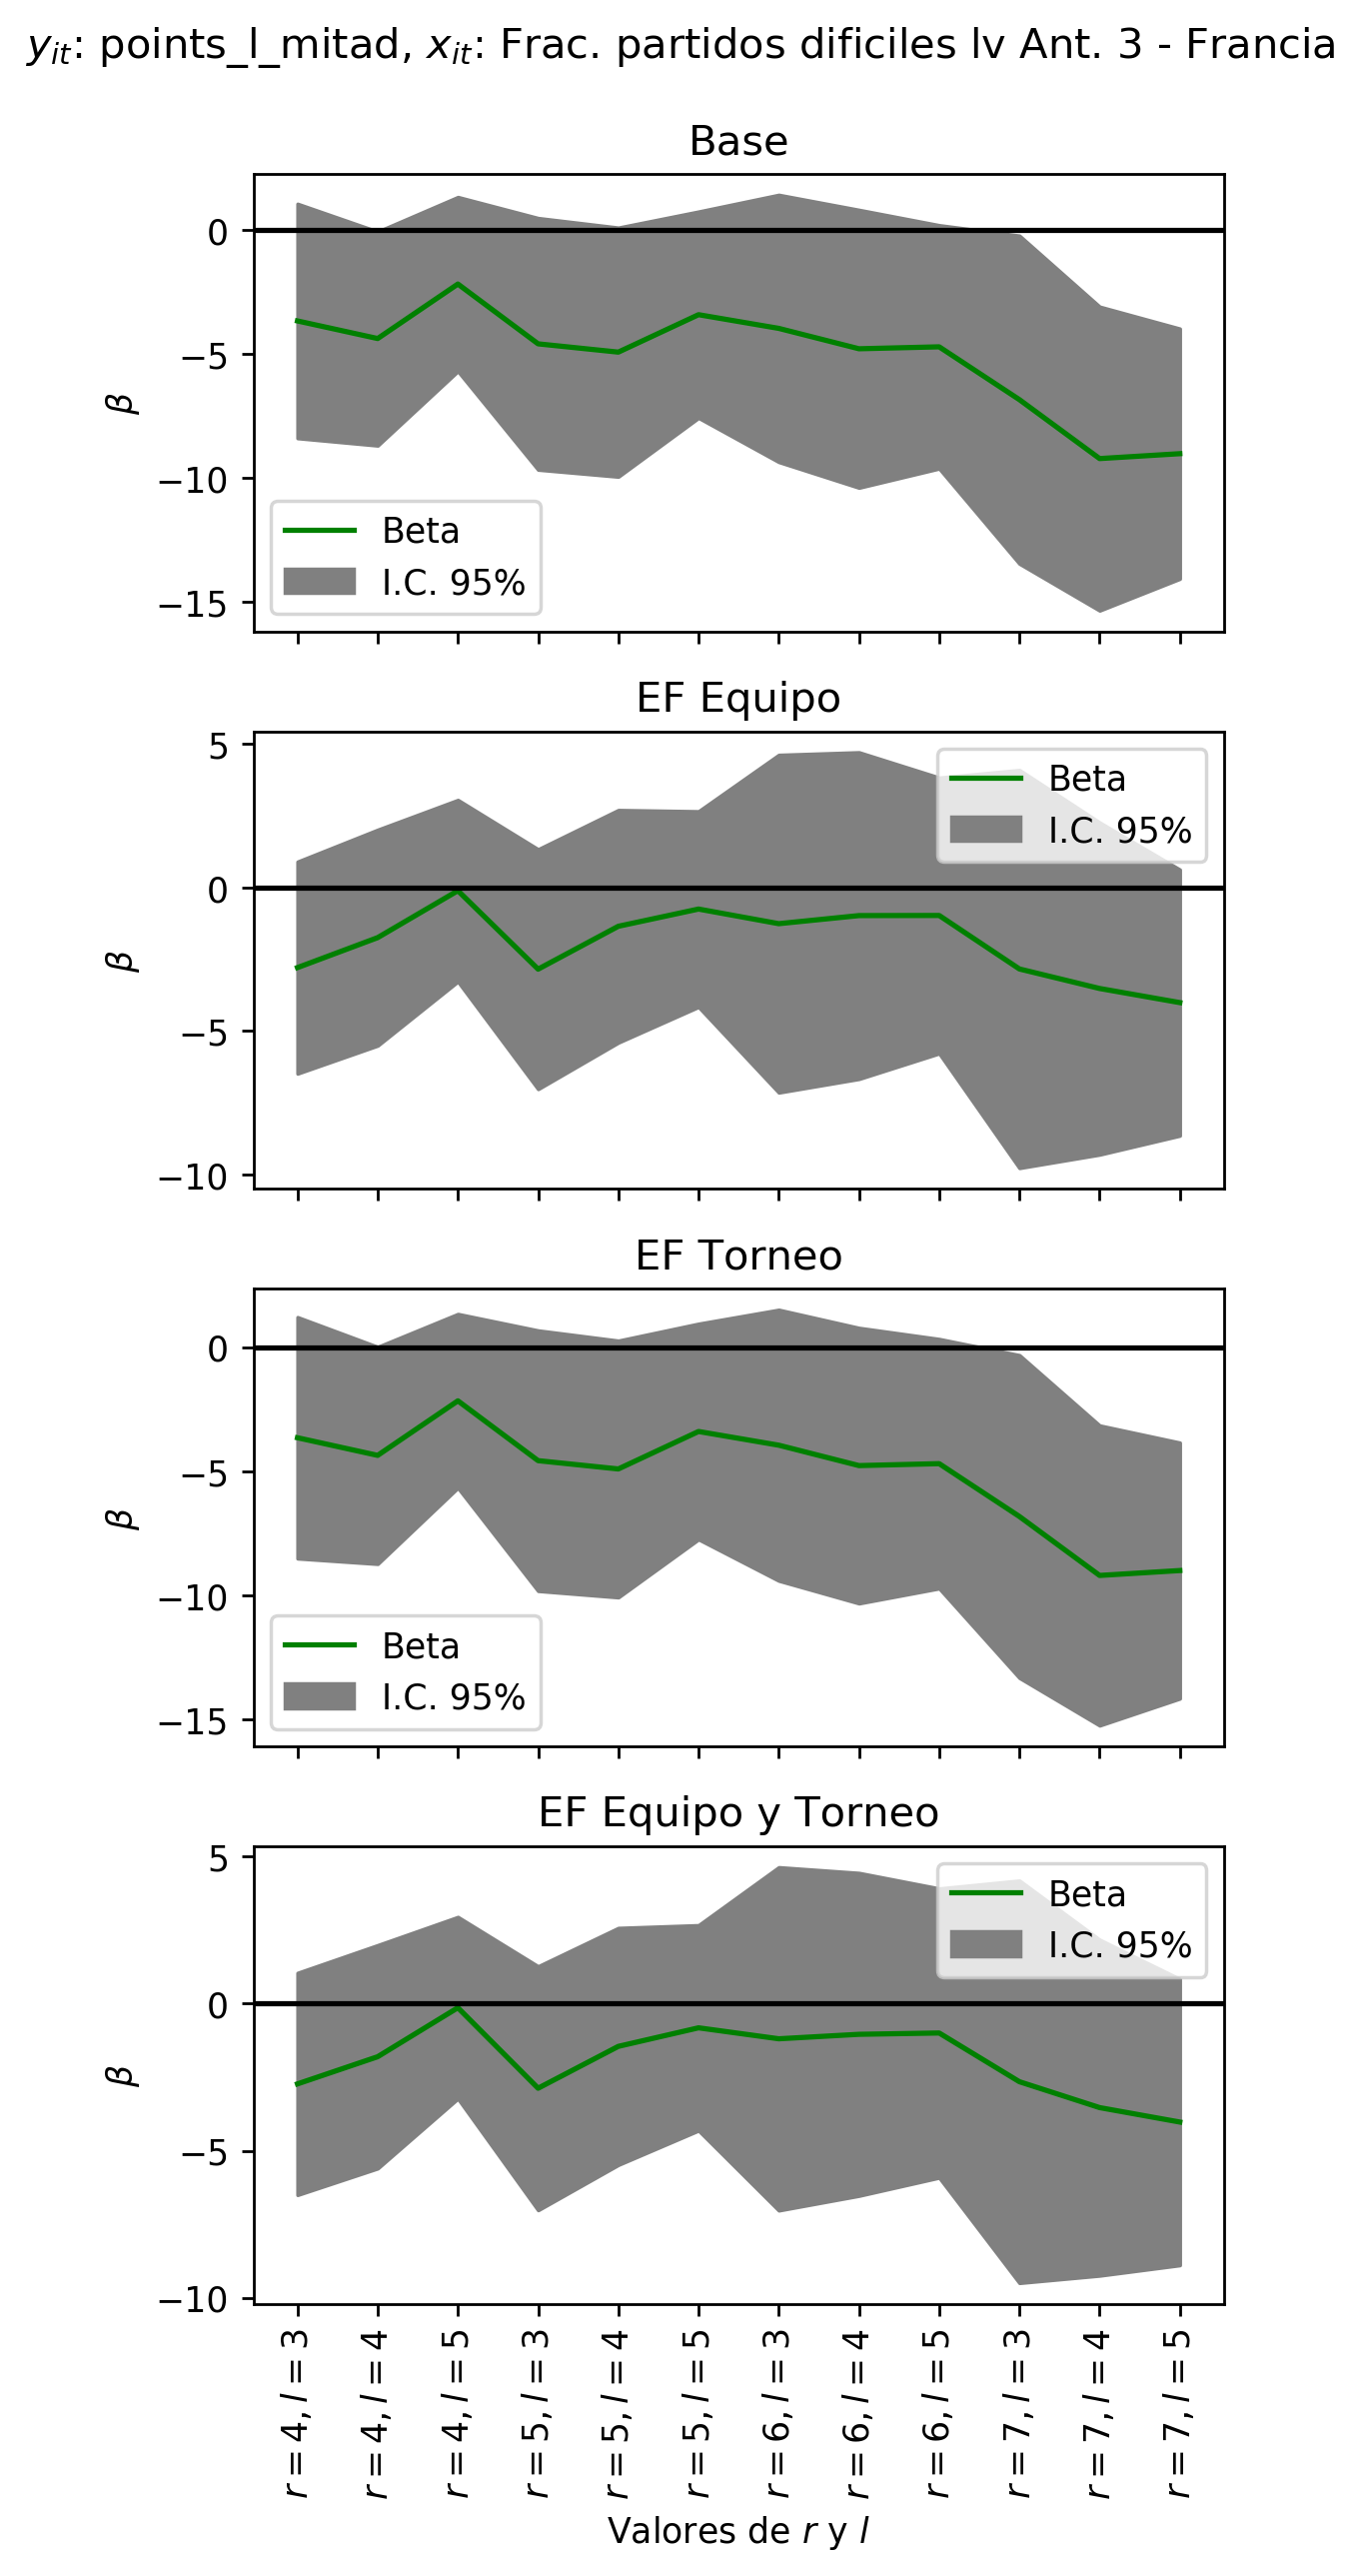 y_it: points_l_mitad, x_it: Frac. partidos dificiles lv Ant. 3 - Francia
Base
0
−5
−10
−15
β
Beta
I.C. 95%
EF Equipo
5
0
−5
−10
β
Beta
I.C. 95%
EF Torneo
0
−5
−10
−15
β
Beta
I.C. 95%
EF Equipo y Torneo
5
0
−5
−10
β
Beta
I.C. 95%
r = 4, l = 3
r = 4, l = 4
r = 4, l = 5
r = 5, l = 3
r = 5, l = 4
r = 5, l = 5
r = 6, l = 3
r = 6, l = 4
r = 6, l = 5
r = 7, l = 3
r = 7, l = 4
r = 7, l = 5
Valores de r y l